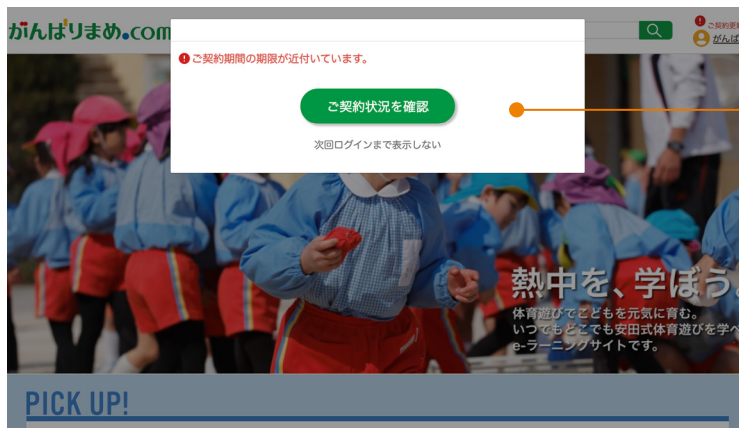 がんばりまめ.com
ご契約更新
がんば
ご契約期間の期限が近付いています。
ご契約状況を確認
次回ログインまで表示しない
熱中を、学ぼう。
体育遊びでこどもを元気に育む。
いつでもどこでも安田式体育遊びを学べ
e-ラーニングサイトです。
PICK UP!